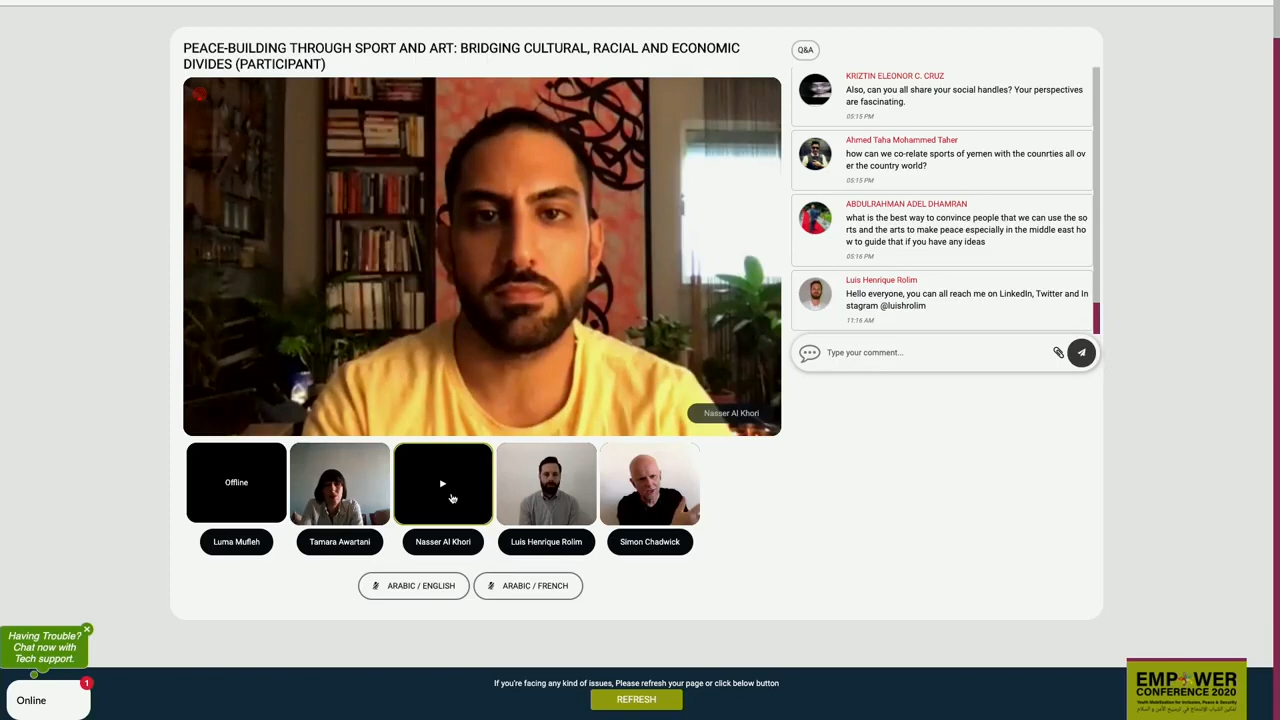 PEACE-BUILDING THROUGH SPORT AND ART: BRIDGING CULTURAL, RACIAL AND ECONOMIC
DIVIDES (PARTICIPANT)
Nasser Al Khori
Offline
Luma Mufleh
Tamara Awartani
Nasser Al Khori
Luis Henrique Rolim
Simon Chadwick
ARABIC / ENGLISH
ARABIC / FRENCH
Q&A
KRIZTIN ELEONOR C. CRUZ
Also, can you all share your social handles? Your perspectives
are fascinating.
05:15 PM
Ahmed Taha Mohammed Taher
how can we co-relate sports of yemen with the counrties all ov
er the country world?
05:15 PM
ABDULRAHMAN ADEL DHAMRAN
what is the best way to convince people that we can use the so
rts and the arts to make peace especially in the middle east ho
w to guide that if you have any ideas
05:16 PM
Luis Henrique Rolim
Hello everyone, you can all reach me on LinkedIn, Twitter and In
stagram @luishrolim
11:16 AM
Type your comment...
Having Trouble?
Chat now with
Tech support.
Online
1
If you're facing any kind of issues, Please refresh your page or click below button
REFRESH
EMPOWER
CONFERENCE 2020
Youth Mobilization for Inclusion, Peace & Security